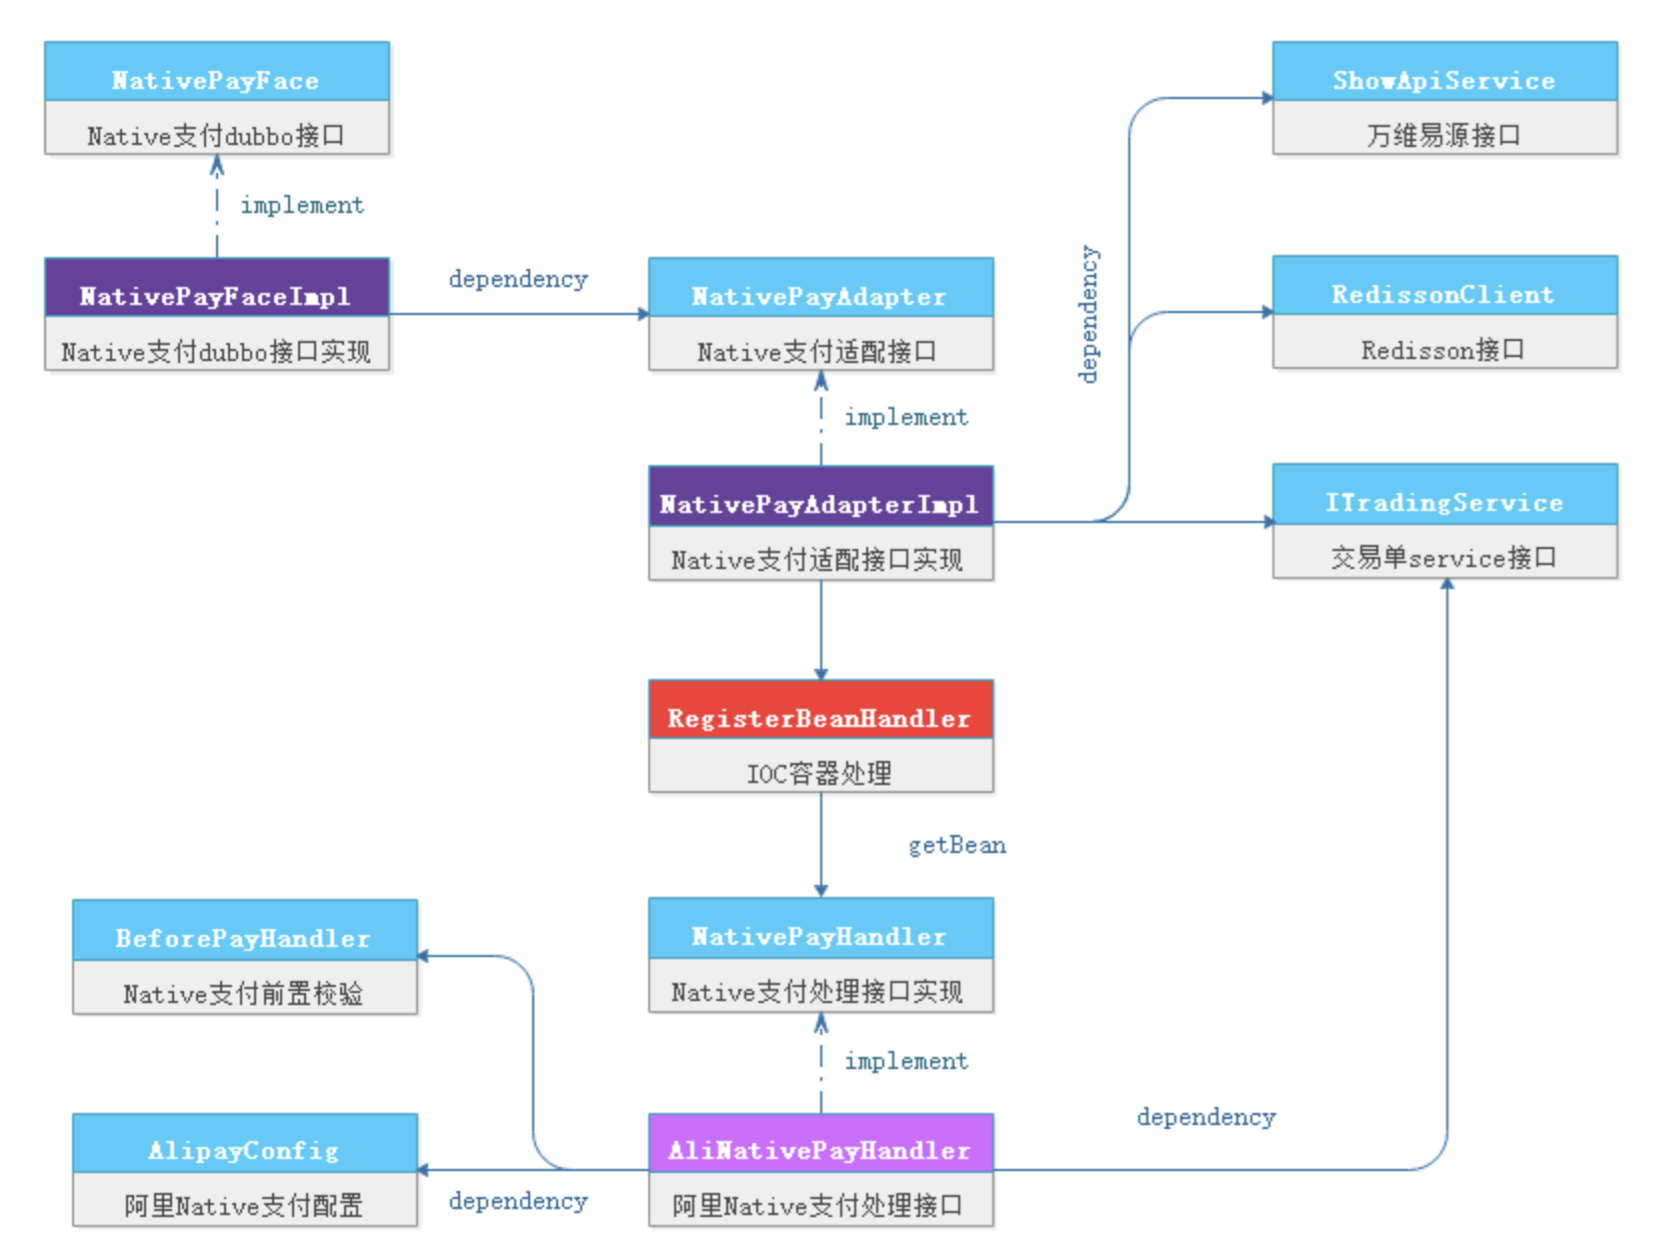 NativePayFace
Native支付dubbo接口
implement
NativePayFaceImpl
Native支付dubbo接口实现
dependency
NativePayAdapter
Native支付适配接口
implement
NativePayAdapterImpl
Native支付适配接口实现
dependency
ShowApiService
万维易源接口
RedissonClient
Redisson接口
ITradingService
交易单service接口
RegisterBeanHandler
IOC容器处理
getBean
NativePayHandler
Native支付处理接口实现
implement
BeforePayHandler
Native支付前置校验
AlipayConfig
阿里Native支付配置
dependency
AliNativePayHandler
阿里Native支付处理接口
dependency